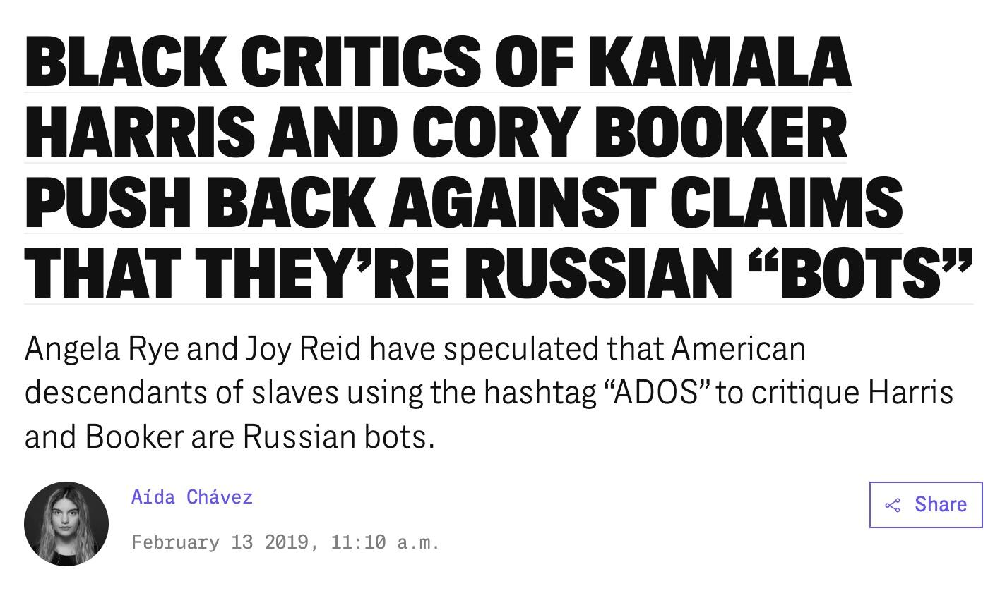 BLACK CRITICS OF KAMALA
HARRIS AND CORY BOOKER
PUSH BACK AGAINST CLAIMS
THAT THEY’RE RUSSIAN “BOTS”
Angela Rye and Joy Reid have speculated that American
descendants of slaves using the hashtag “ADOS” to critique Harris
and Booker are Russian bots.
Aída Chávez
Share
February 13 2019, 11:10 a.m.